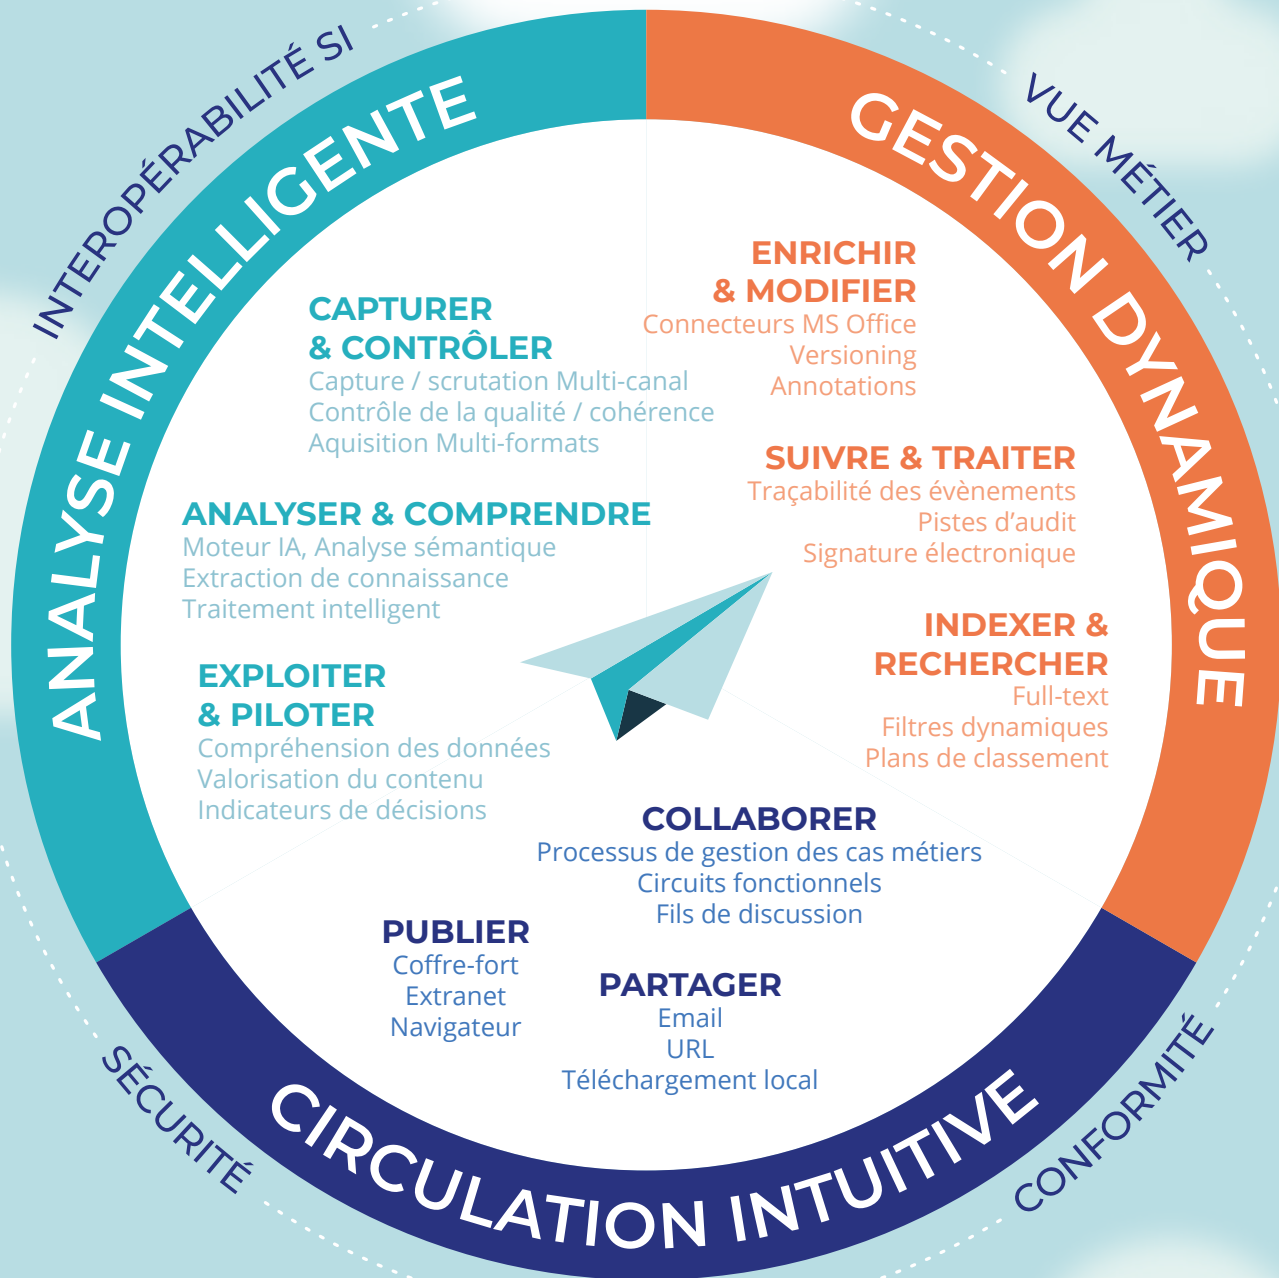 INTEROPÉRABILITÉ SI
VUE MÉTIER
ANALYSE INTELLIGENTE
CAPTURER
& CONTRÔLER
Capture / scrutation Multi-canal
Contrôle de la qualité / cohérence
Aquisition Multi-formats
ANALYSER & COMPRENDRE
Moteur IA, Analyse sémantique
Extraction de connaissance
Traitement intelligent
EXPLOITER
& PILOTER
Compréhension des données
Valorisation du contenu
Indicateurs de décisions
GESTION DYNAMIQUE
ENRICHIR
& MODIFIER
Connecteurs MS Office
Versioning
Annotations
SUIVRE & TRAITER
Traçabilité des évènements
Pistes d’audit
Signature électronique
INDEXER &
RECHERCHER
Full-text
Filtres dynamiques
Plans de classement
COLLABORER
Processus de gestion des cas métiers
Circuits fonctionnels
Fils de discussion
PUBLIER
Coffre-fort
Extranet
Navigateur
PARTAGER
Email
URL
Téléchargement local
CIRCULATION INTUITIVE
SÉCURITÉ
CONFORMITÉ